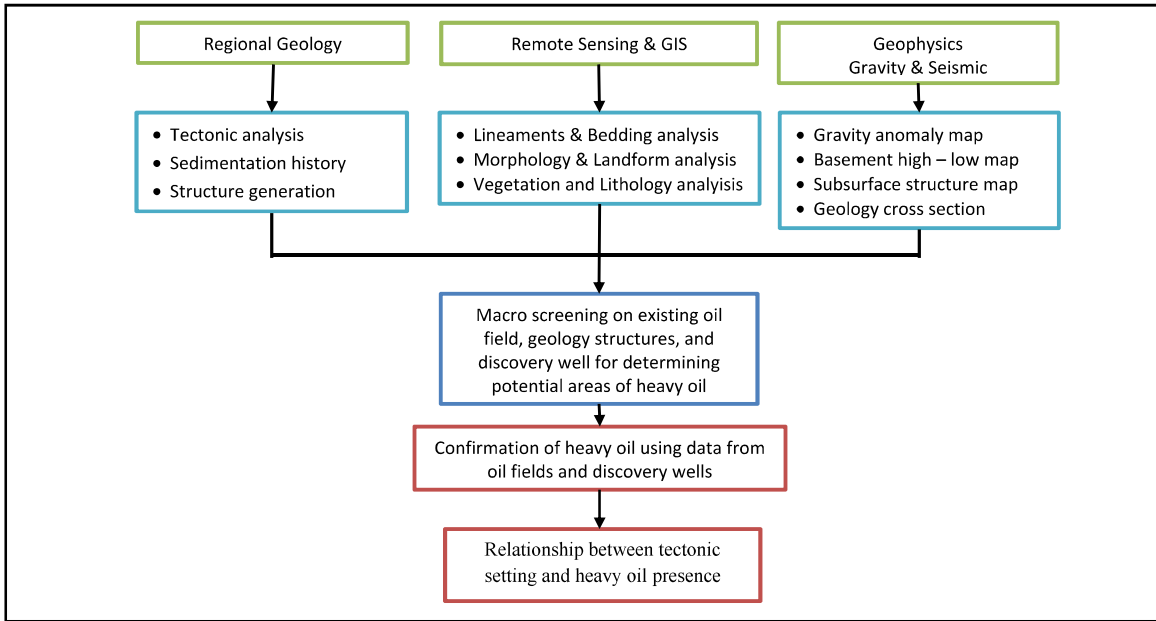 Regional Geology
Remote Sensing & GIS
Geophysics
Gravity & Seismic
• Tectonic analysis
• Sedimentation history
• Structure generation
• Lineaments & Bedding analysis
• Morphology & Landform analysis
• Vegetation and Lithology analyisis
• Gravity anomaly map
• Basement high – low map
• Subsurface structure map
• Geology cross section
Macro screening on existing oil
field, geology structures, and
discovery well for determining
potential areas of heavy oil
Confirmation of heavy oil using data from
oil fields and discovery wells
Relationship between tectonic
setting and heavy oil presence